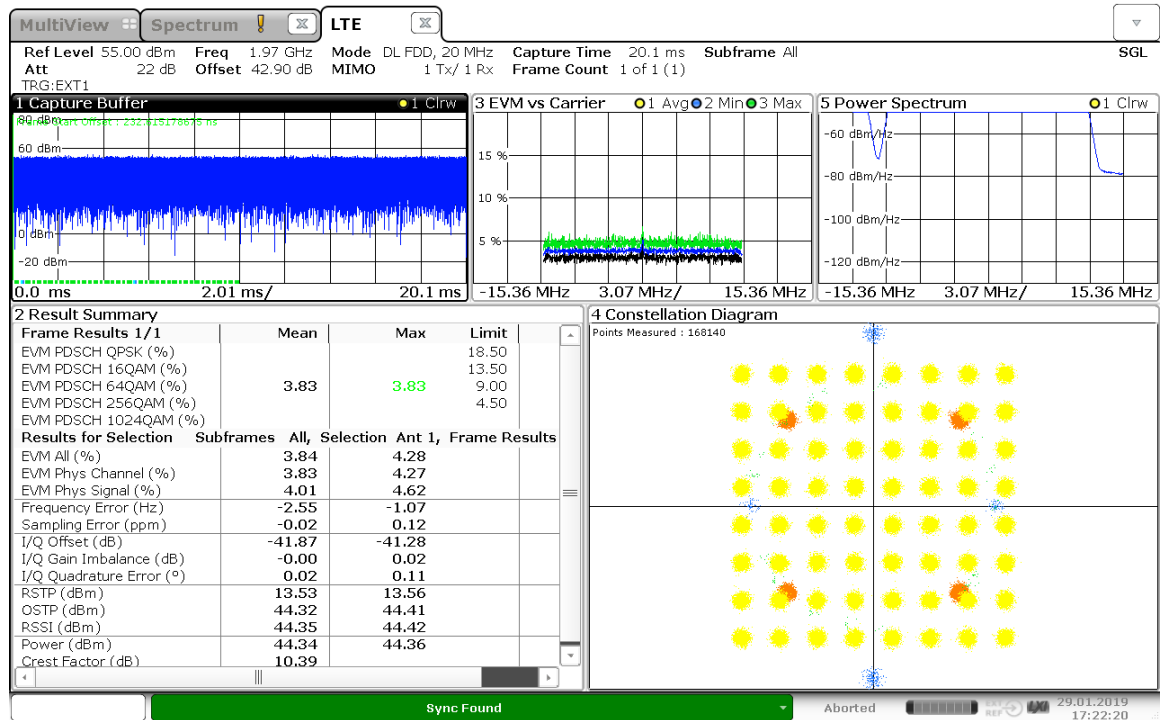 MultiView Spectrum LTE
Ref Level 55.00 dBm Freq 1.97 GHz Mode DL FDD, 20 MHz Capture Time 20.1 ms Subframe All SGL
Att 22 dB Offset 42.90 dB MIMO 1 Tx/ 1 Rx Frame Count 1 of 1 (1)
TRG:EXT1
1 Capture Buffer 1 Clrw
80 dBm
Frame Start Offset : 232.615178675 ns
60 dBm
0 dBm
-20 dBm
0.0 ms 2.01 ms/ 20.1 ms
3 EVM vs Carrier 1 Avg 2 Min 3 Max
15 %
10 %
5 %
-15.36 MHz 3.07 MHz/ 15.36 MHz
5 Power Spectrum 1 Clrw
-60 dBm/Hz
-80 dBm/Hz
-100 dBm/Hz
-120 dBm/Hz
-15.36 MHz 3.07 MHz/ 15.36 MHz
2 Result Summary
Frame Results 1/1 Mean Max Limit
EVM PDSCH QPSK (%) 18.50
EVM PDSCH 16QAM (%) 13.50
EVM PDSCH 64QAM (%) 3.83 3.83 9.00
EVM PDSCH 256QAM (%) 4.50
EVM PDSCH 1024QAM (%)
Results for Selection Subframes All, Selection Ant 1, Frame Results
EVM All (%) 3.84 4.28
EVM Phys Channel (%) 3.83 4.27
EVM Phys Signal (%) 4.01 4.62
Frequency Error (Hz) -2.55 -1.07
Sampling Error (ppm) -0.02 0.12
I/Q Offset (dB) -41.87 -41.28
I/Q Gain Imbalance (dB) -0.00 0.02
I/Q Quadrature Error (°) 0.02 0.11
RSTP (dBm) 13.53 13.56
OSTP (dBm) 44.32 44.41
RSSI (dBm) 44.35 44.42
Power (dBm) 44.34 44.36
Crest Factor (dB) 10.39
4 Constellation Diagram
Points Measured : 168140
Sync Found
Aborted
EXT
REF
LXI
29.01.2019
17:22:20